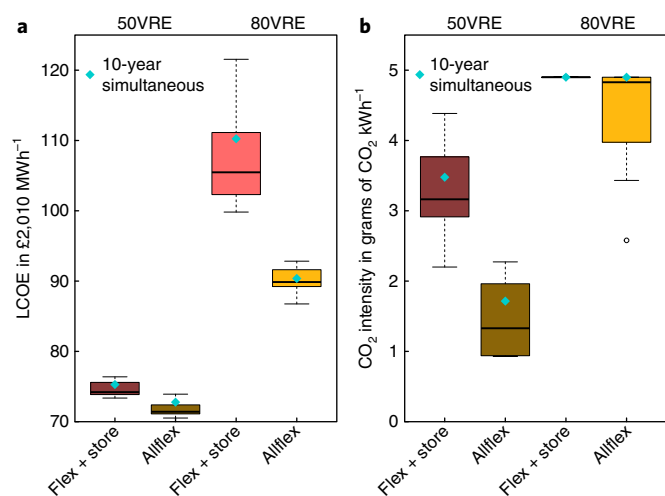 a
50VRE
80VRE
10-year
simultaneous
LCOE in £2,010 MWh⁻¹
120
110
100
90
80
70
Flex + store
Allflex
Flex + store
Allflex
b
50VRE
80VRE
10-year
simultaneous
CO₂ intensity in grams of CO₂ kWh⁻¹
5
4
3
2
1
0
Flex + store
Allflex
Flex + store
Allflex